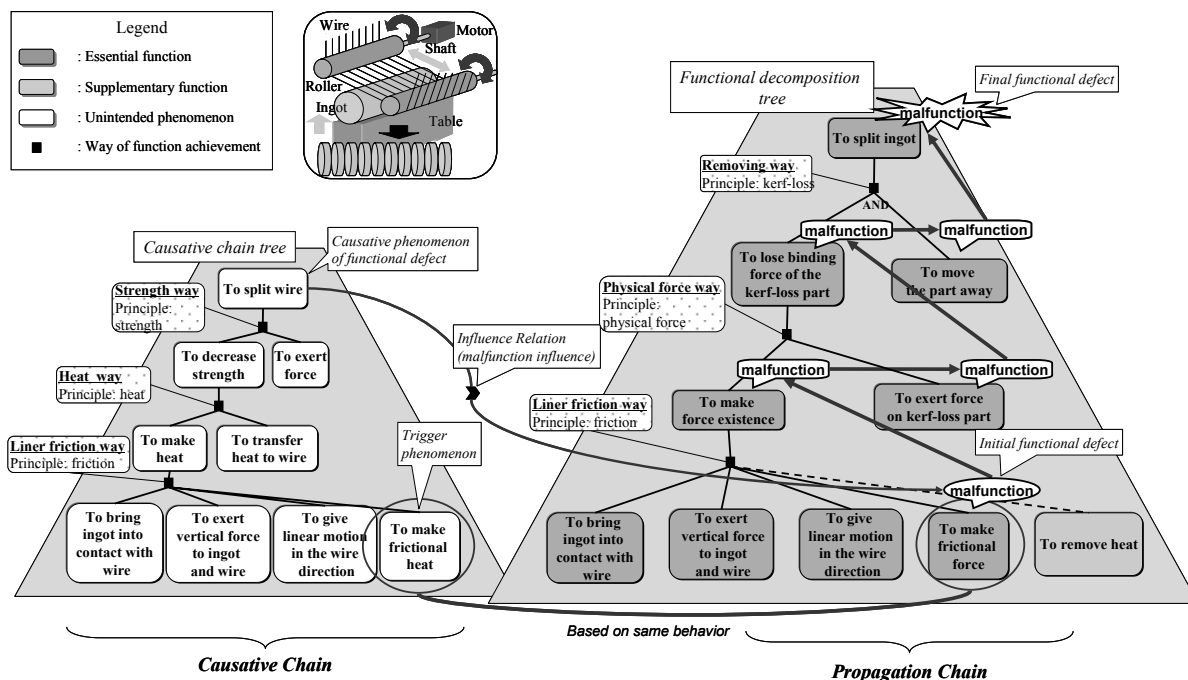 Legend
: Essential function
: Supplementary function
: Unintended phenomenon
: Way of function achievement
Wire
Motor
Shaft
Roller
Ingot
Table
Functional decomposition
tree
Final functional defect
malfunction
To split ingot
Removing way
Principle: kerf-loss
AND
malfunction
malfunction
To lose binding
force of the
kerf-loss part
To move
the part away
Physical force way
Principle:
physical force
malfunction
malfunction
To make
force existence
To exert force
on kerf-loss part
Liner friction way
Principle: friction
Initial functional defect
malfunction
To bring
ingot into
contact with
wire
To exert
vertical force
to ingot
and wire
To give
linear motion
in the wire
direction
To make
frictional
force
To remove heat
Causative chain tree
Causative phenomenon
of functional defect
To split wire
Strength way
Principle:
strength
Influence Relation
(malfunction influence)
To decrease
strength
To exert
force
Heat way
Principle: heat
To make
heat
To transfer
heat to wire
Trigger
phenomenon
Liner friction way
Principle: friction
To bring
ingot into
contact with
wire
To exert
vertical force
to ingot
and wire
To give
linear motion
in the wire
direction
To make
frictional
heat
Based on same behavior
Causative Chain
Propagation Chain